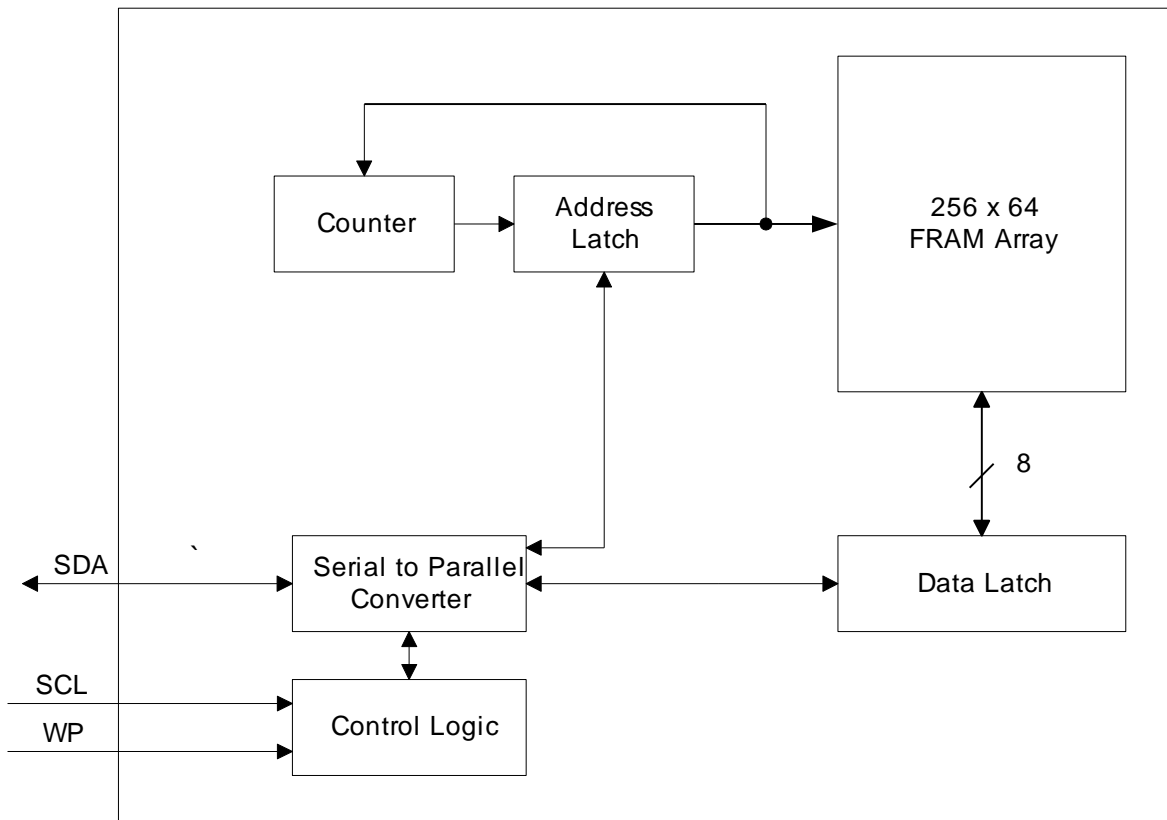 256 x 64
FRAM Array
Counter
Address
Latch
8
`
SDA
Serial to Parallel
Converter
Data Latch
SCL
WP
Control Logic